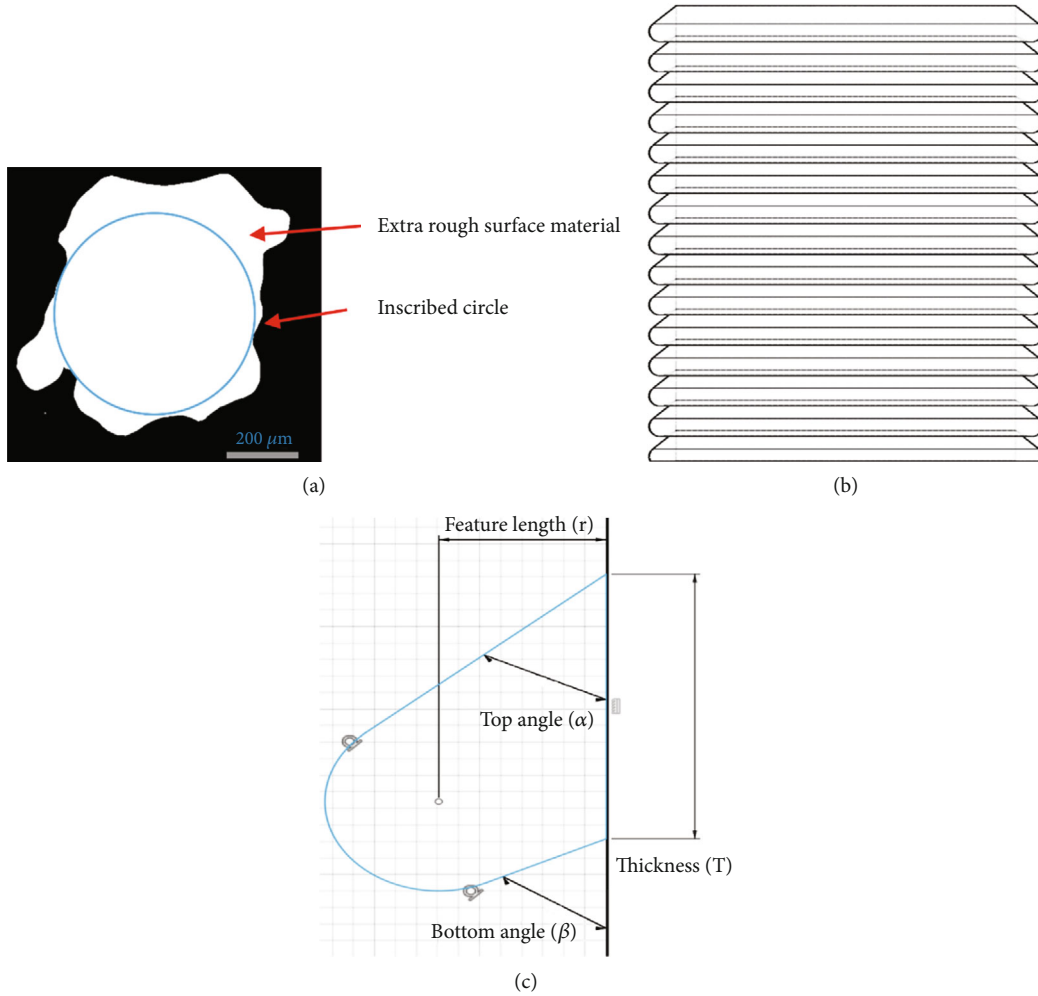 Extra rough surface material
Inscribed circle
200 μm
(a)
(b)
Feature length (r)
Top angle (α)
Thickness (T)
Bottom angle (β)
(c)